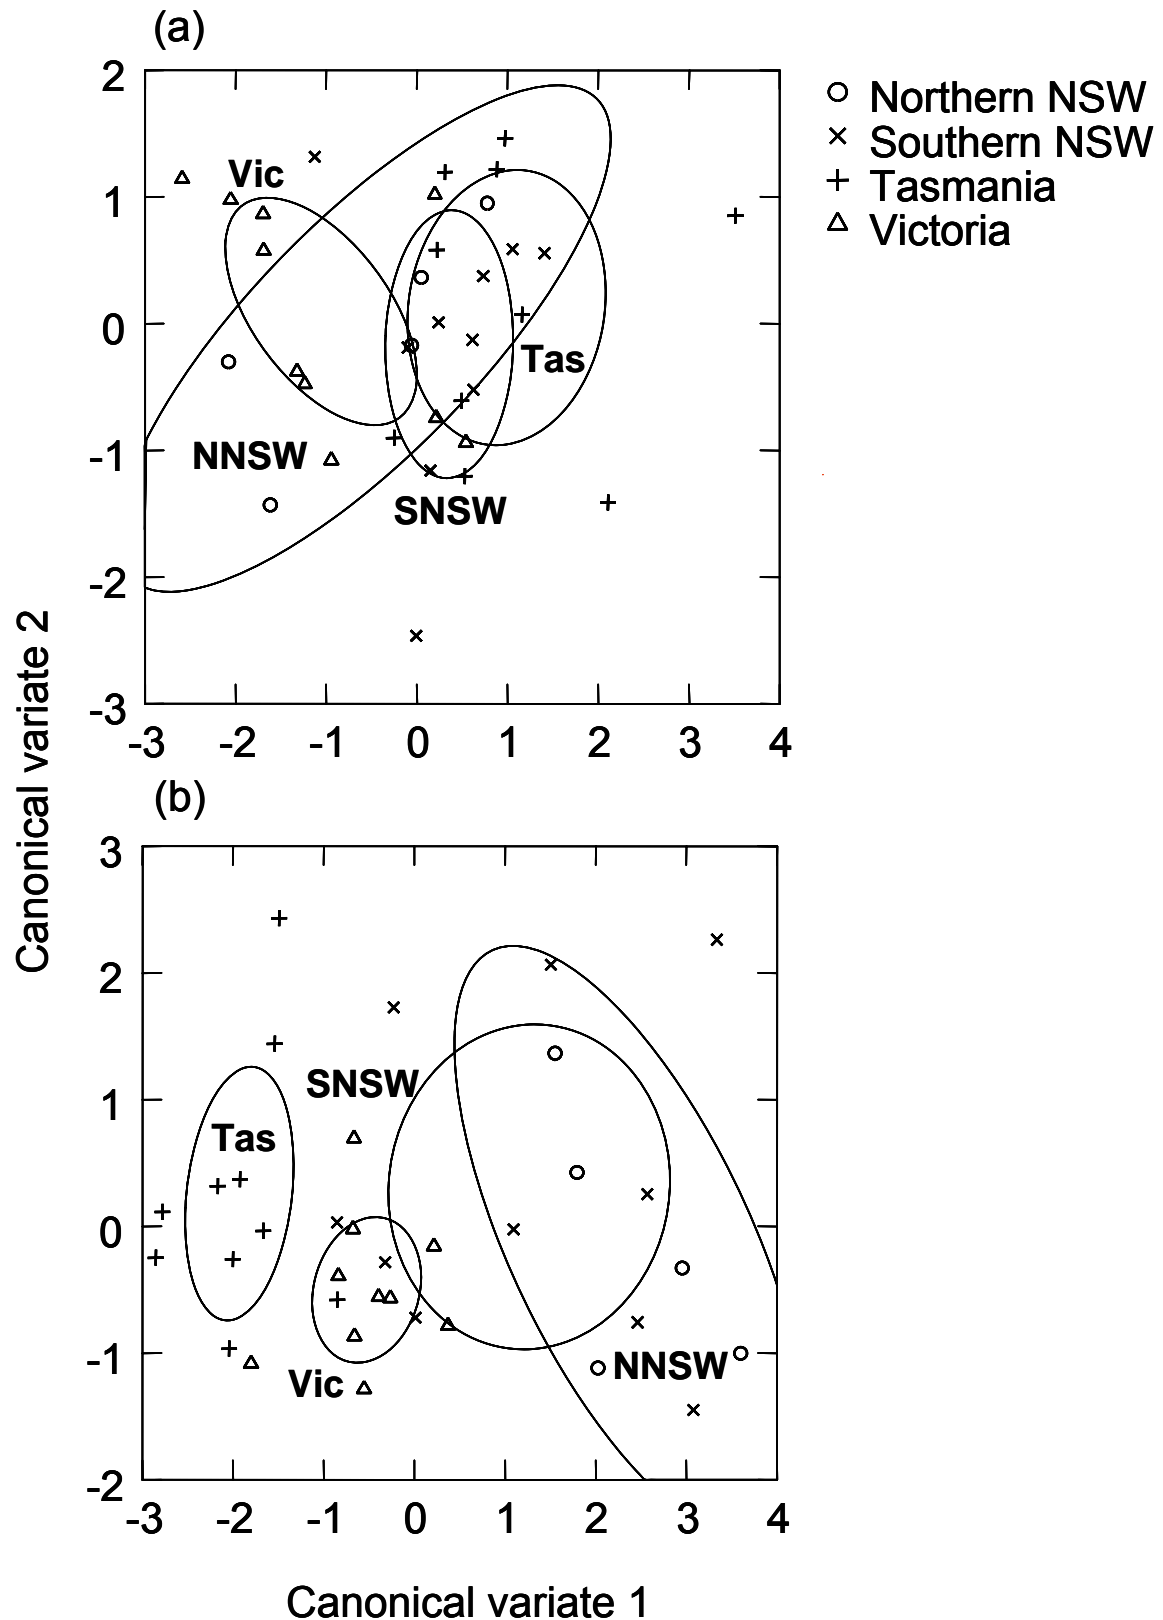 (a)
2
1
0
-1
-2
-3
-3 -2 -1 0 1 2 3 4
Vic
NNSW
SNSW
Tas
Northern NSW
Southern NSW
Tasmania
Victoria
Canonical variate 2
(b)
3
2
1
0
-1
-2
-3 -2 -1 0 1 2 3 4
SNSW
Tas
Vic
NNSW
Canonical variate 1